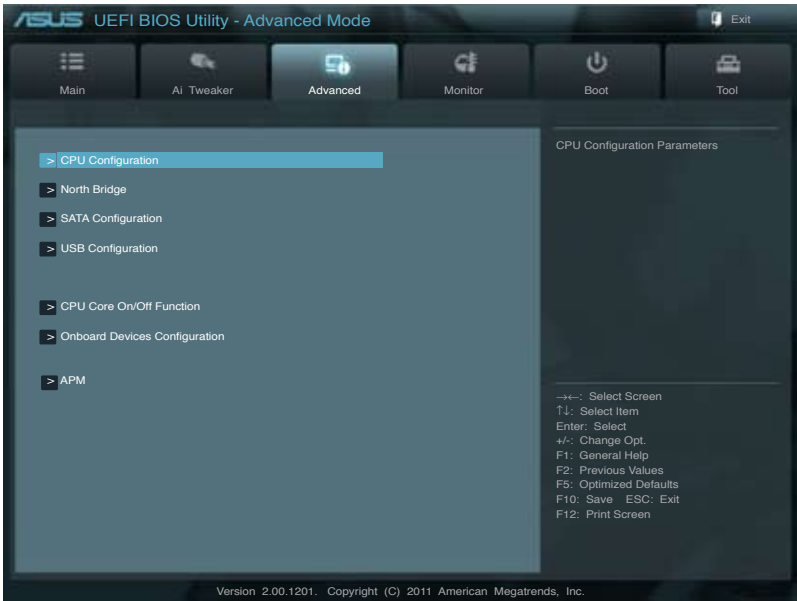 ASUS UEFI BIOS Utility - Advanced Mode
Exit
Main
Ai Tweaker
Advanced
Monitor
Boot
Tool
> CPU Configuration
> North Bridge
> SATA Configuration
> USB Configuration
> CPU Core On/Off Function
> Onboard Devices Configuration
> APM
CPU Configuration Parameters
→←: Select Screen
↑↓: Select Item
Enter: Select
+/-: Change Opt.
F1: General Help
F2: Previous Values
F5: Optimized Defaults
F10: Save ESC: Exit
F12: Print Screen
Version 2.00.1201. Copyright (C) 2011 American Megatrends, Inc.